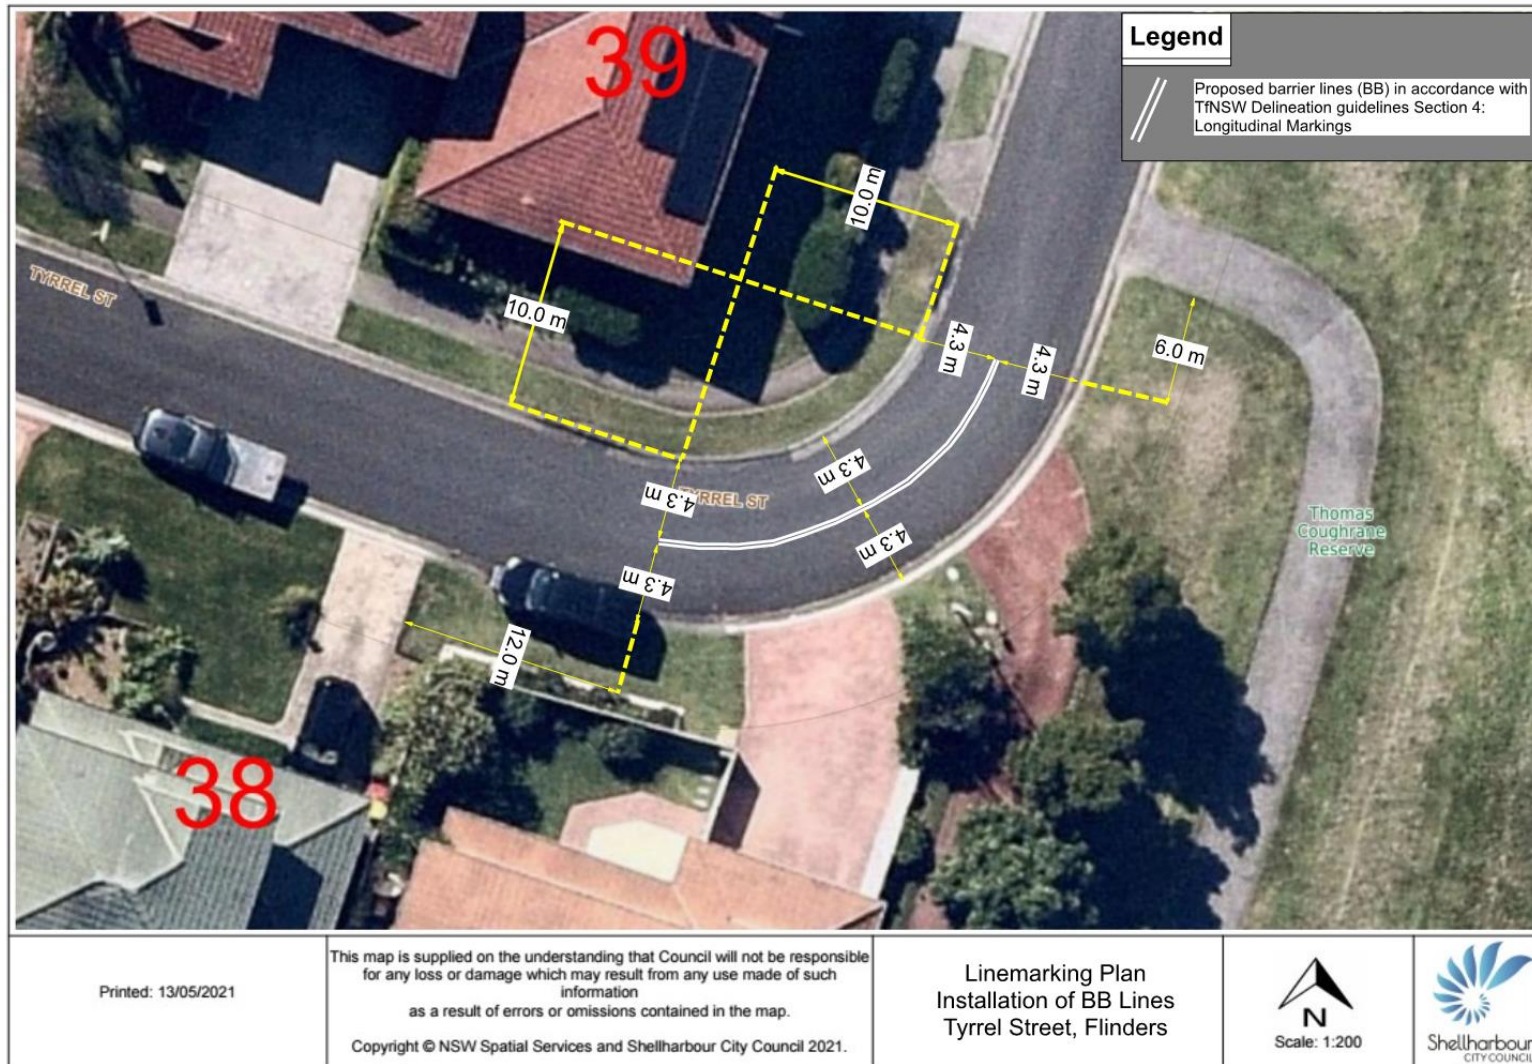 39
Legend
Proposed barrier lines (BB) in accordance with
TfNSW Delineation guidelines Section 4:
Longitudinal Markings
10.0 m
TYRREL ST
10.0 m
4.3 m
4.3 m
6.0 m
4.3 m
4.3 m
TYRREL ST
4.3 m
4.3 m
12.0 m
Thomas
Coughrane
Reserve
38
Printed: 13/05/2021
This map is supplied on the understanding that Council will not be responsible
for any loss or damage which may result from any use made of such
information
as a result of errors or omissions contained in the map.
Copyright © NSW Spatial Services and Shellharbour City Council 2021.
Linemarking Plan
Installation of BB Lines
Tyrrel Street, Flinders
N
Scale: 1:200
Shellharbour
CITY COUNCIL